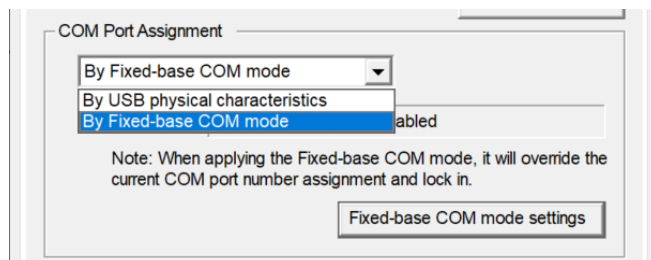 COM Port Assignment
By Fixed-base COM mode
By USB physical characteristics
By Fixed-base COM mode
abled
Note: When applying the Fixed-base COM mode, it will override the
current COM port number assignment and lock in.
Fixed-base COM mode settings